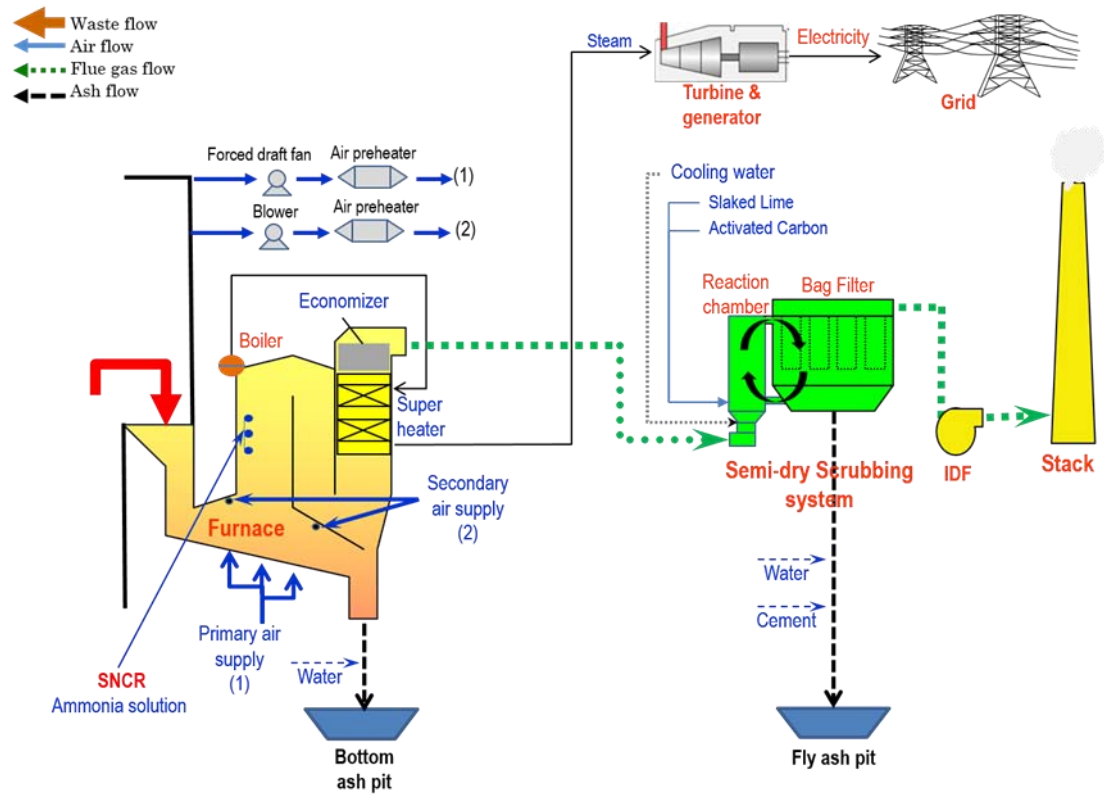 Waste flow
Air flow
Flue gas flow
Ash flow
Steam
Electricity
Turbine &
generator
Grid
Forced draft fan
Air preheater
(1)
Blower
Air preheater
(2)
Cooling water
Slaked Lime
Activated Carbon
Economizer
Boiler
Super
heater
Reaction
chamber
Bag Filter
Semi-dry Scrubbing
system
IDF
Stack
Furnace
Secondary
air supply
(2)
Primary air
supply
(1)
SNCR
Ammonia solution
Water
Water
Cement
Bottom
ash pit
Fly ash pit